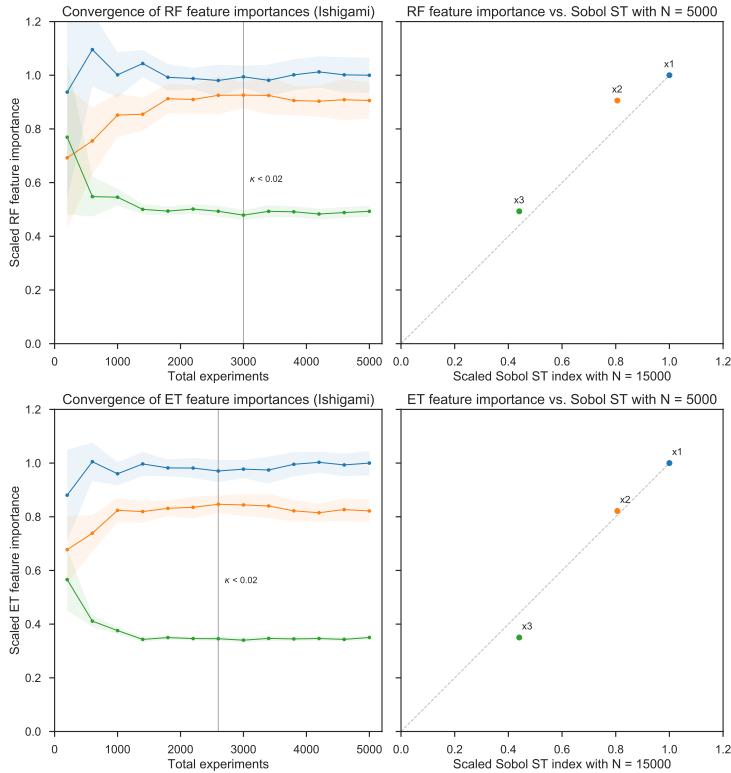 Convergence of RF feature importances (Ishigami)
RF feature importance vs. Sobol ST with N = 5000
Scaled RF feature importance
1.2
1.0
0.8
0.6
0.4
0.2
0.0
κ < 0.02
0
1000
2000
3000
4000
5000
Total experiments
x1
x2
x3
0.0
0.2
0.4
0.6
0.8
1.0
1.2
Scaled Sobol ST index with N = 15000
Convergence of ET feature importances (Ishigami)
ET feature importance vs. Sobol ST with N = 5000
Scaled ET feature importance
1.2
1.0
0.8
0.6
0.4
0.2
0.0
κ < 0.02
0
1000
2000
3000
4000
5000
Total experiments
x1
x2
x3
0.0
0.2
0.4
0.6
0.8
1.0
1.2
Scaled Sobol ST index with N = 15000